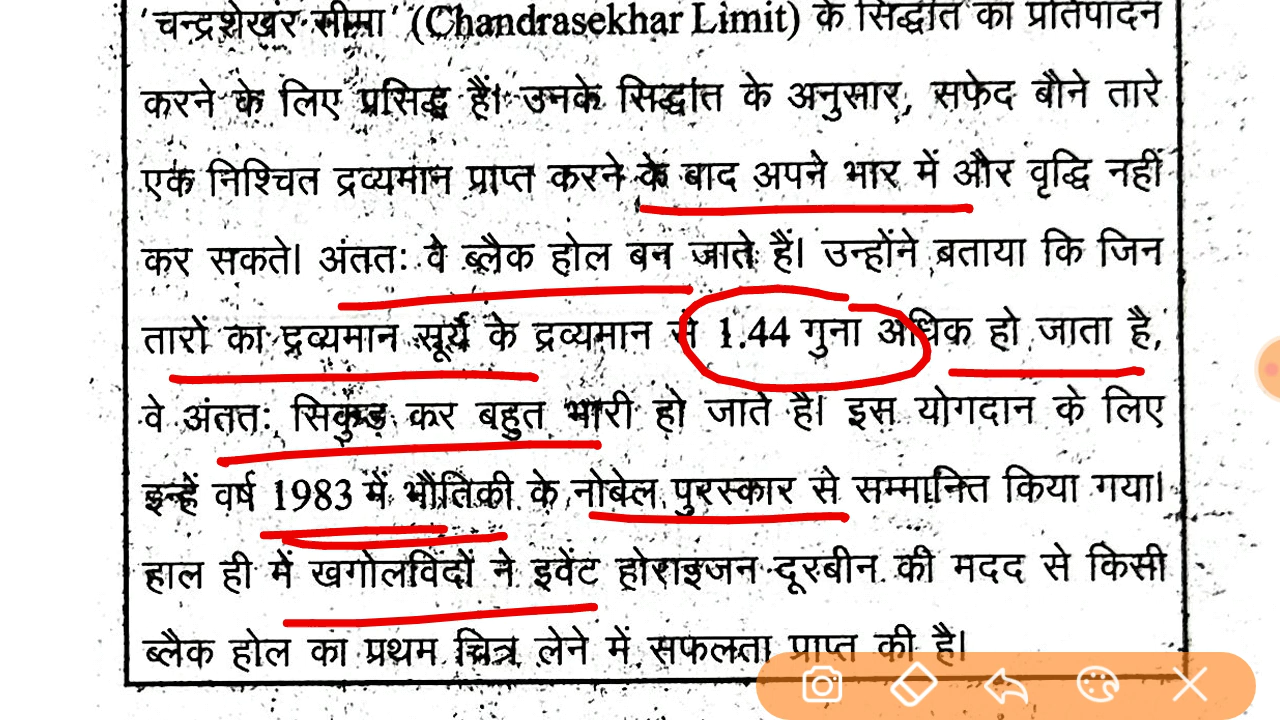 'चन्द्रशेखर सीमा' (Chandrasekhar Limit) के सिद्धांत का प्रतिपादन
करने के लिए प्रसिद्ध हैं। उनके सिद्धांत के अनुसार, सफेद बौने तारे
एक निश्चित द्रव्यमान प्राप्त करने के बाद अपने भार में और वृद्धि नहीं
कर सकते। अंतत: वे ब्लैक होल बन जाते हैं। उन्होंने बताया कि जिन
तारों का द्रव्यमान सूर्य के द्रव्यमान से 1.44 गुना अधिक हो जाता है,
वे अंतत: सिकुड़ कर बहुत भारी हो जाते है। इस योगदान के लिए
इन्हें वर्ष 1983 में भौतिकी के नोबेल पुरस्कार से सम्मानित किया गया।
हाल ही में खगोलविदों ने इवेंट होराइजन दूरबीन की मदद से किसी
ब्लैक होल का प्रथम चित्र लेने में सफलता प्राप्त की है।